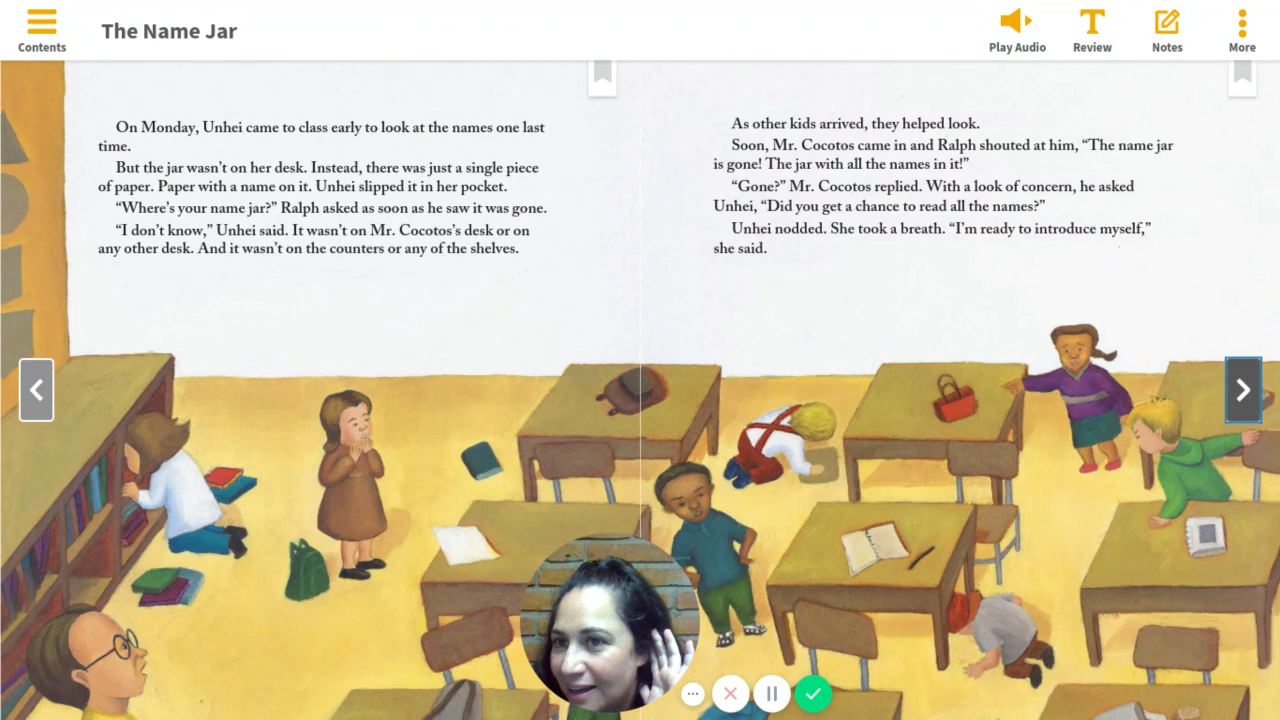 The Name Jar
Contents
Play Audio
Review
Notes
More
On Monday, Unhei came to class early to look at the names one last
time.
But the jar wasn't on her desk. Instead, there was just a single piece
of paper. Paper with a name on it. Unhei slipped it in her pocket.
“Where's your name jar?” Ralph asked as soon as he saw it was gone.
“I don't know,” Unhei said. It wasn't on Mr. Cocotos's desk or on
any other desk. And it wasn't on the counters or any of the shelves.
As other kids arrived, they helped look.
Soon, Mr. Cocotos came in and Ralph shouted at him, “The name jar
is gone! The jar with all the names in it!”
“Gone?” Mr. Cocotos replied. With a look of concern, he asked
Unhei, “Did you get a chance to read all the names?”
Unhei nodded. She took a breath. “I'm ready to introduce myself,”
she said.